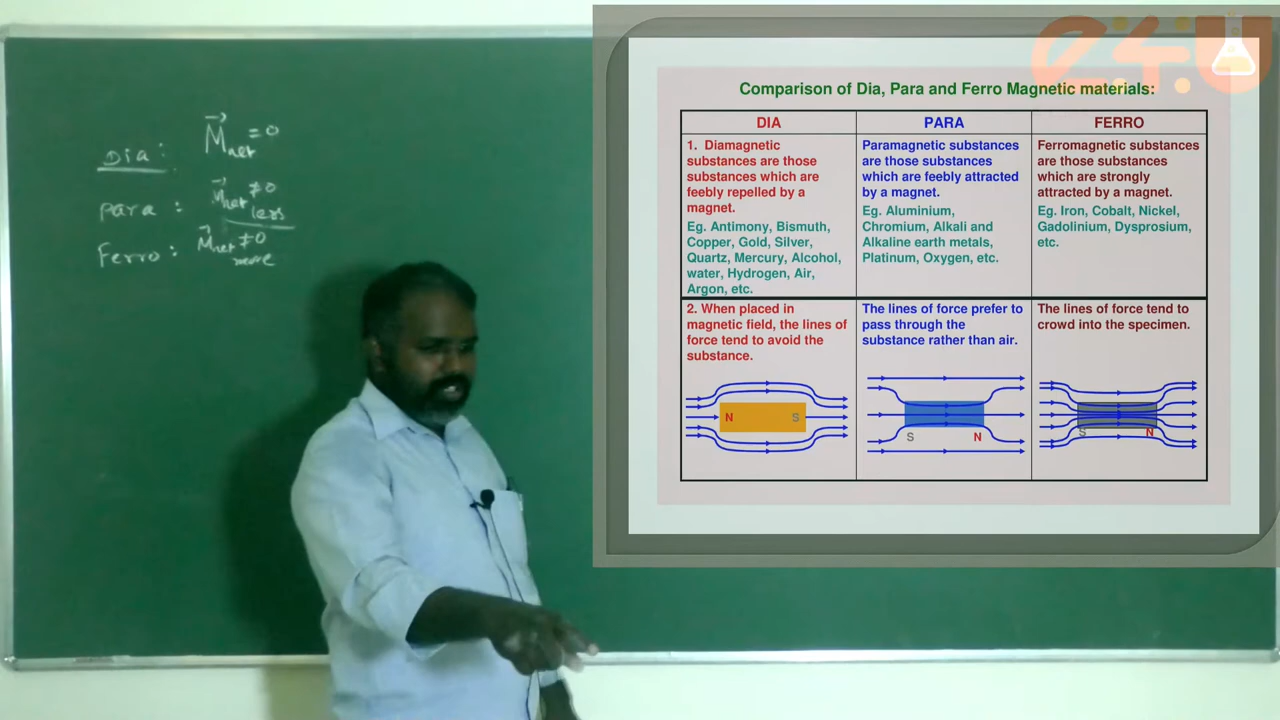 Dia: M⃗net = 0
Para: M⃗net ≠ 0
less
Ferro: M⃗net ≠ 0
more
e4U
Comparison of Dia, Para and Ferro Magnetic materials:
DIA
1. Diamagnetic
substances are those
substances which are
feebly repelled by a
magnet.
Eg. Antimony, Bismuth,
Copper, Gold, Silver,
Quartz, Mercury, Alcohol,
water, Hydrogen, Air,
Argon, etc.
PARA
Paramagnetic substances
are those substances
which are feebly attracted
by a magnet.
Eg. Aluminium,
Chromium, Alkali and
Alkaline earth metals,
Platinum, Oxygen, etc.
FERRO
Ferromagnetic substances
are those substances
which are strongly
attracted by a magnet.
Eg. Iron, Cobalt, Nickel,
Gadolinium, Dysprosium,
etc.
2. When placed in
magnetic field, the lines of
force tend to avoid the
substance.
N S
The lines of force prefer to
pass through the
substance rather than air.
S N
The lines of force tend to
crowd into the specimen.
S N